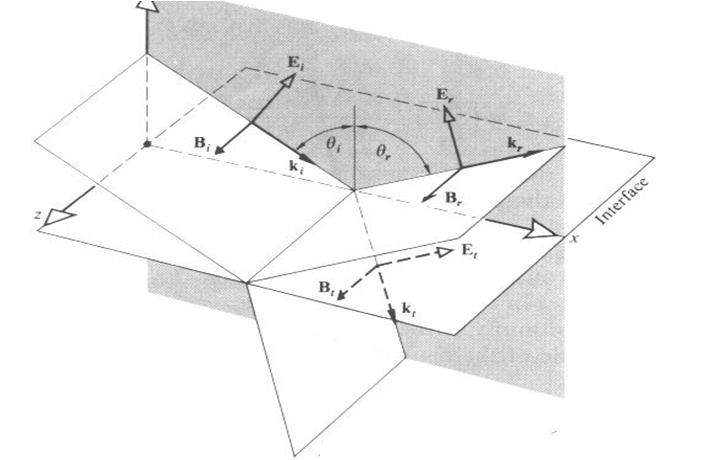 E_i
E_r
B_i
θ_i
θ_r
k_r
k_i
B_r
Interface
z
x
E_t
B_t
k_t